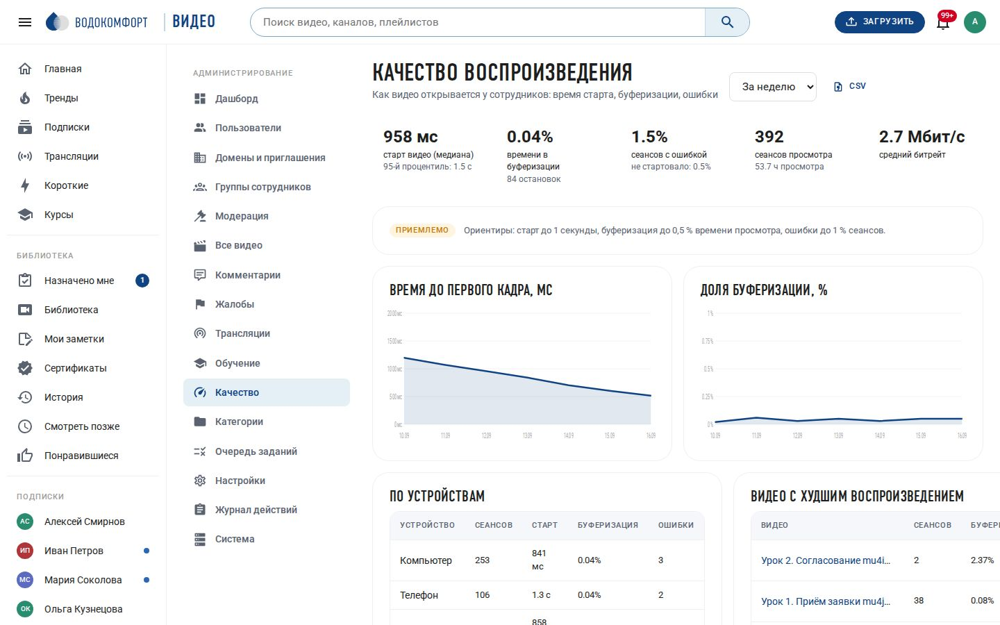 ВОДОКОМФОРТ
ВИДЕО
Поиск видео, каналов, плейлистов
ЗАГРУЗИТЬ
99+
A
Главная
Тренды
Подписки
Трансляции
Короткие
Курсы
БИБЛИОТЕКА
Назначено мне
1
Библиотека
Мои заметки
Сертификаты
История
Смотреть позже
Понравившиеся
ПОДПИСКИ
АС
Алексей Смирнов
ИП
Иван Петров
МС
Мария Соколова
ОК
Ольга Кузнецова
АДМИНИСТРИРОВАНИЕ
Дашборд
Пользователи
Домены и приглашения
Группы сотрудников
Модерация
Все видео
Комментарии
Жалобы
Трансляции
Обучение
Качество
Категории
Очередь заданий
Настройки
Журнал действий
Система
КАЧЕСТВО ВОСПРОИЗВЕДЕНИЯ
Как видео открывается у сотрудников: время старта, буферизации, ошибки
За неделю
CSV
958 мс
старт видео (медиана)
95-й процентиль: 1.5 с
0.04%
времени в
буферизации
84 остановок
1.5%
сеансов с ошибкой
не стартовало: 0.5%
392
сеансов просмотра
53.7 ч просмотра
2.7 Мбит/с
средний битрейт
ПРИЕМЛЕМО
Ориентиры: старт до 1 секунды, буферизация до 0,5 % времени просмотра, ошибки до 1 % сеансов.
ВРЕМЯ ДО ПЕРВОГО КАДРА, МС
2000 мс
1500 мс
1000 мс
500 мс
0 мс
10.09
11.09
12.09
13.09
14.09
15.09
16.09
ДОЛЯ БУФЕРИЗАЦИИ, %
1 %
0.75 %
0.5 %
0.25 %
0 %
10.09
11.09
12.09
13.09
14.09
15.09
16.09
ПО УСТРОЙСТВАМ
УСТРОЙСТВО СЕАНСОВ СТАРТ БУФЕРИЗАЦИЯ ОШИБКИ
Компьютер 253 841 мс 0.04% 3
Телефон 106 1.3 с 0.04% 2
858
ВИДЕО С ХУДШИМ ВОСПРОИЗВЕДЕНИЕМ
ВИДЕО СЕАНСОВ БУФЕРИ
Урок 2. Согласование mu4i... 2 2.37%
Урок 1. Приём заявки mu4j... 38 0.08%